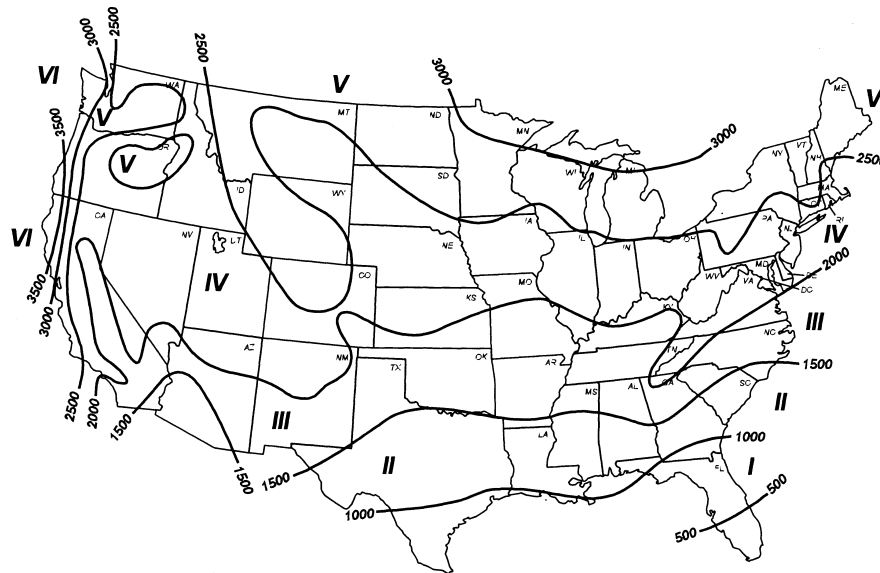 3000
2500
2500
VI
WA
V
V
3000
V
3500
OR
V
MT
ND
MN
3000
ME
VT
NH
NY
2500
WI
MI
MA
ID
WY
SD
IA
PA
RI
CA
NV
UT
NE
IL
IN
OH
NJ
IV
VI
IV
CO
MD
DE
2000
WV
VA
DC
3500
KS
MO
KY
3000
III
NC
AZ
NM
OK
TN
1500
TX
AR
2500
2000
1500
III
MS
AL
GA
SC
II
LA
1000
1500
1500
II
FL
I
1000
500
500